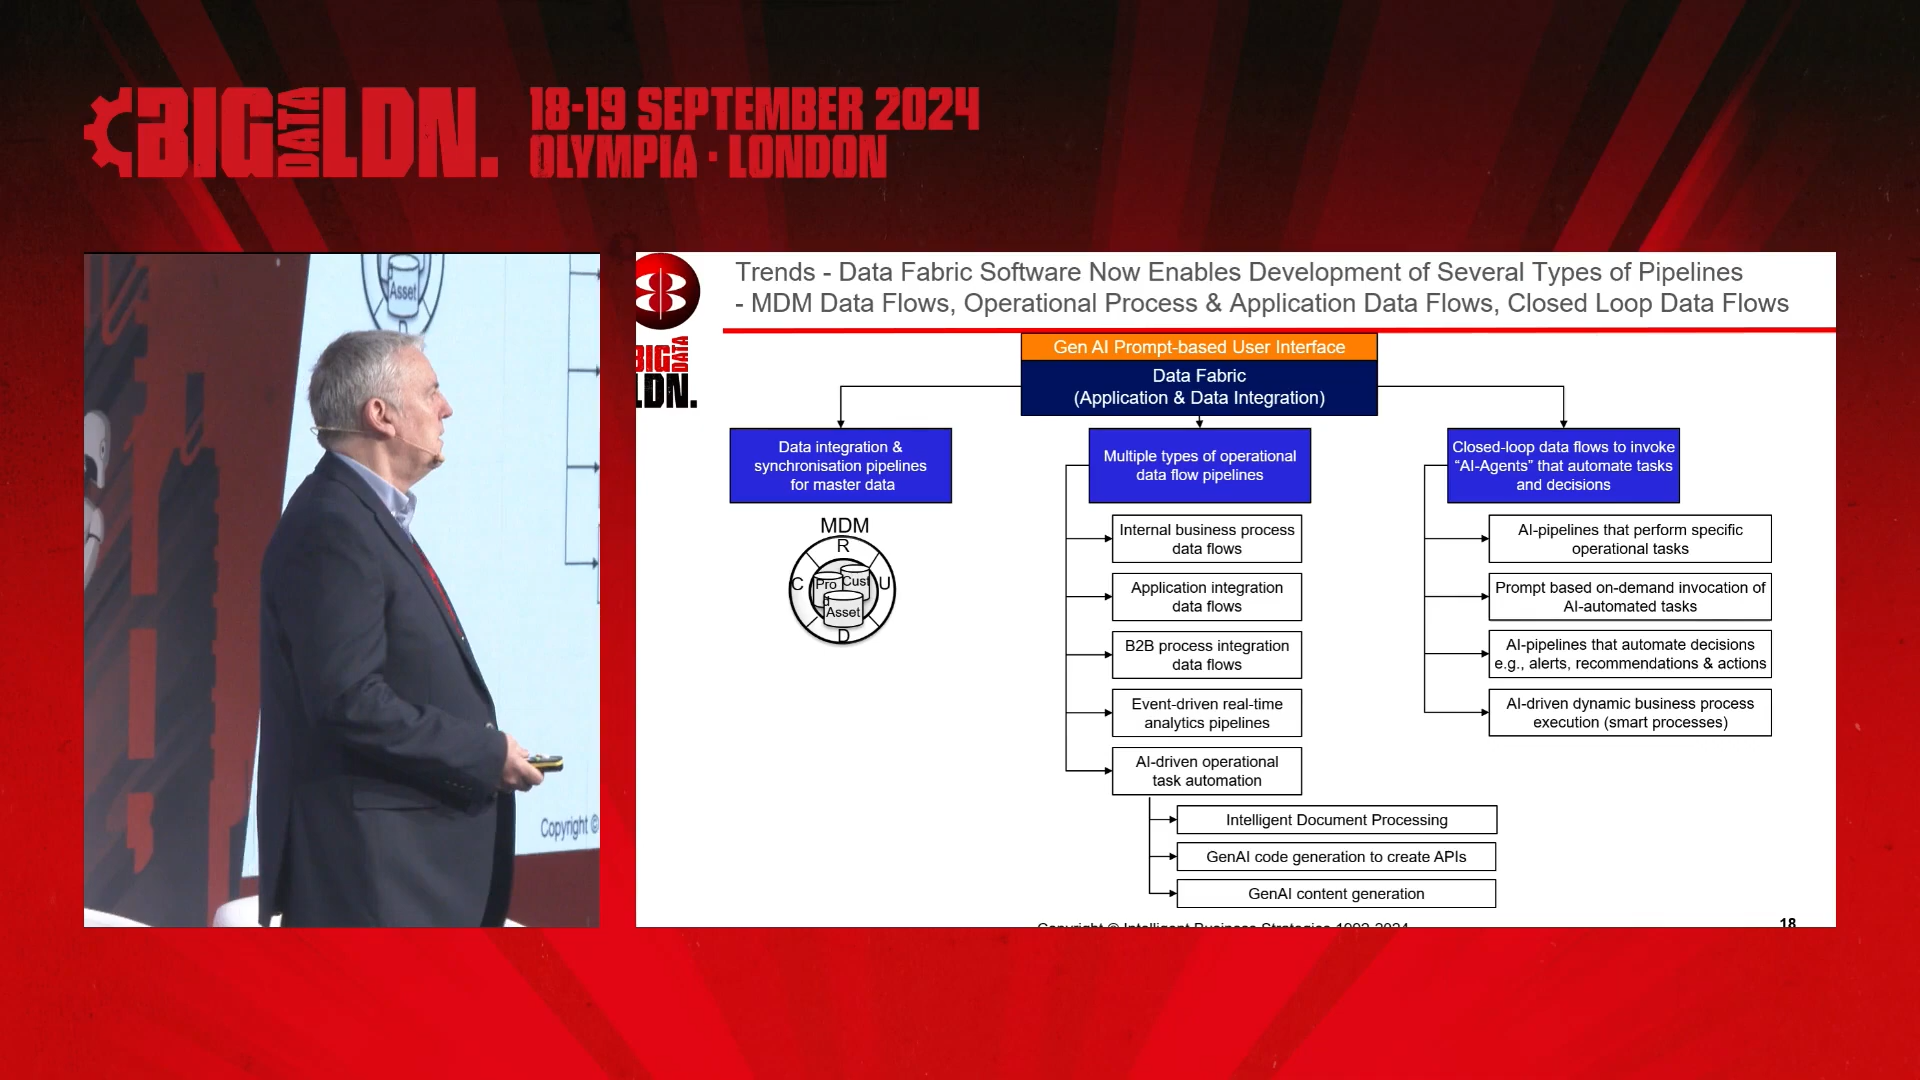 BIG DATA LDN.
18-19 SEPTEMBER 2024
OLYMPIA · LONDON
Asset
Copyright ©
BIG DATA
LDN.
Trends - Data Fabric Software Now Enables Development of Several Types of Pipelines
- MDM Data Flows, Operational Process & Application Data Flows, Closed Loop Data Flows
Gen AI Prompt-based User Interface
Data Fabric
(Application & Data Integration)
Data integration &
synchronisation pipelines
for master data
MDM
R
C
U
D
Pro
d
Cust
Asset
Multiple types of operational
data flow pipelines
Internal business process
data flows
Application integration
data flows
B2B process integration
data flows
Event-driven real-time
analytics pipelines
AI-driven operational
task automation
Intelligent Document Processing
GenAI code generation to create APIs
GenAI content generation
Closed-loop data flows to invoke
“AI-Agents” that automate tasks
and decisions
AI-pipelines that perform specific
operational tasks
Prompt based on-demand invocation of
AI-automated tasks
AI-pipelines that automate decisions
e.g., alerts, recommendations & actions
AI-driven dynamic business process
execution (smart processes)
Copyright © Intelligent Business Strategies 1992-2024
18